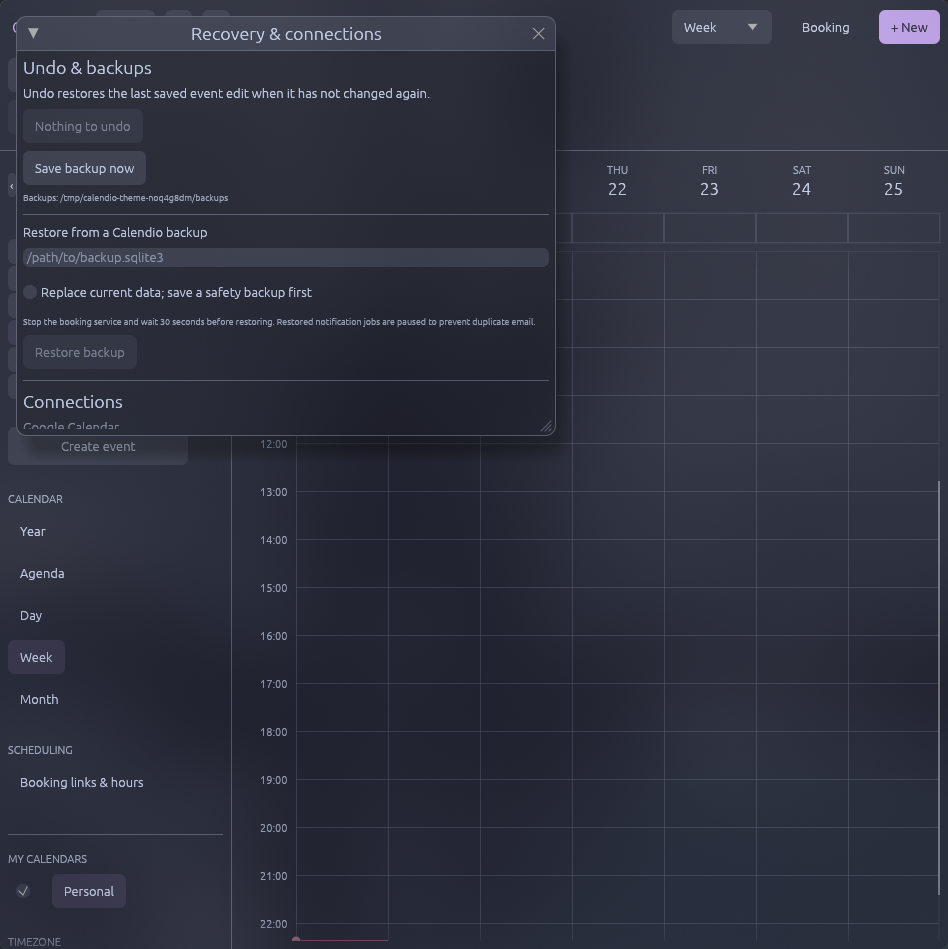 Recovery & connections
Undo & backups
Undo restores the last saved event edit when it has not changed again.
Nothing to undo
Save backup now
Backups: /tmp/calendio-theme-noq4g8dm/backups
Restore from a Calendio backup
/path/to/backup.sqlite3
Replace current data; save a safety backup first
Stop the booking service and wait 30 seconds before restoring. Restored notification jobs are paused to prevent duplicate email.
Restore backup
Connections
Google Calendar
Week
Booking
+ New
THU
FRI
SAT
SUN
22
23
24
25
Create event
CALENDAR
Year
Agenda
Day
Week
Month
SCHEDULING
Booking links & hours
MY CALENDARS
Personal
TIMEZONE
12:00
13:00
14:00
15:00
16:00
17:00
18:00
19:00
20:00
21:00
22:00